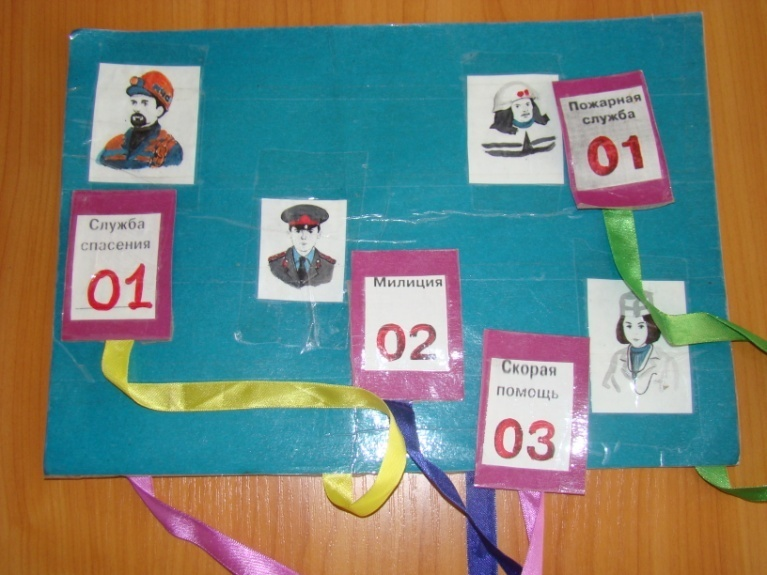 Пожарная
служба
01
Служба
спасения
01
Милиция
02
Скорая
помощь
03